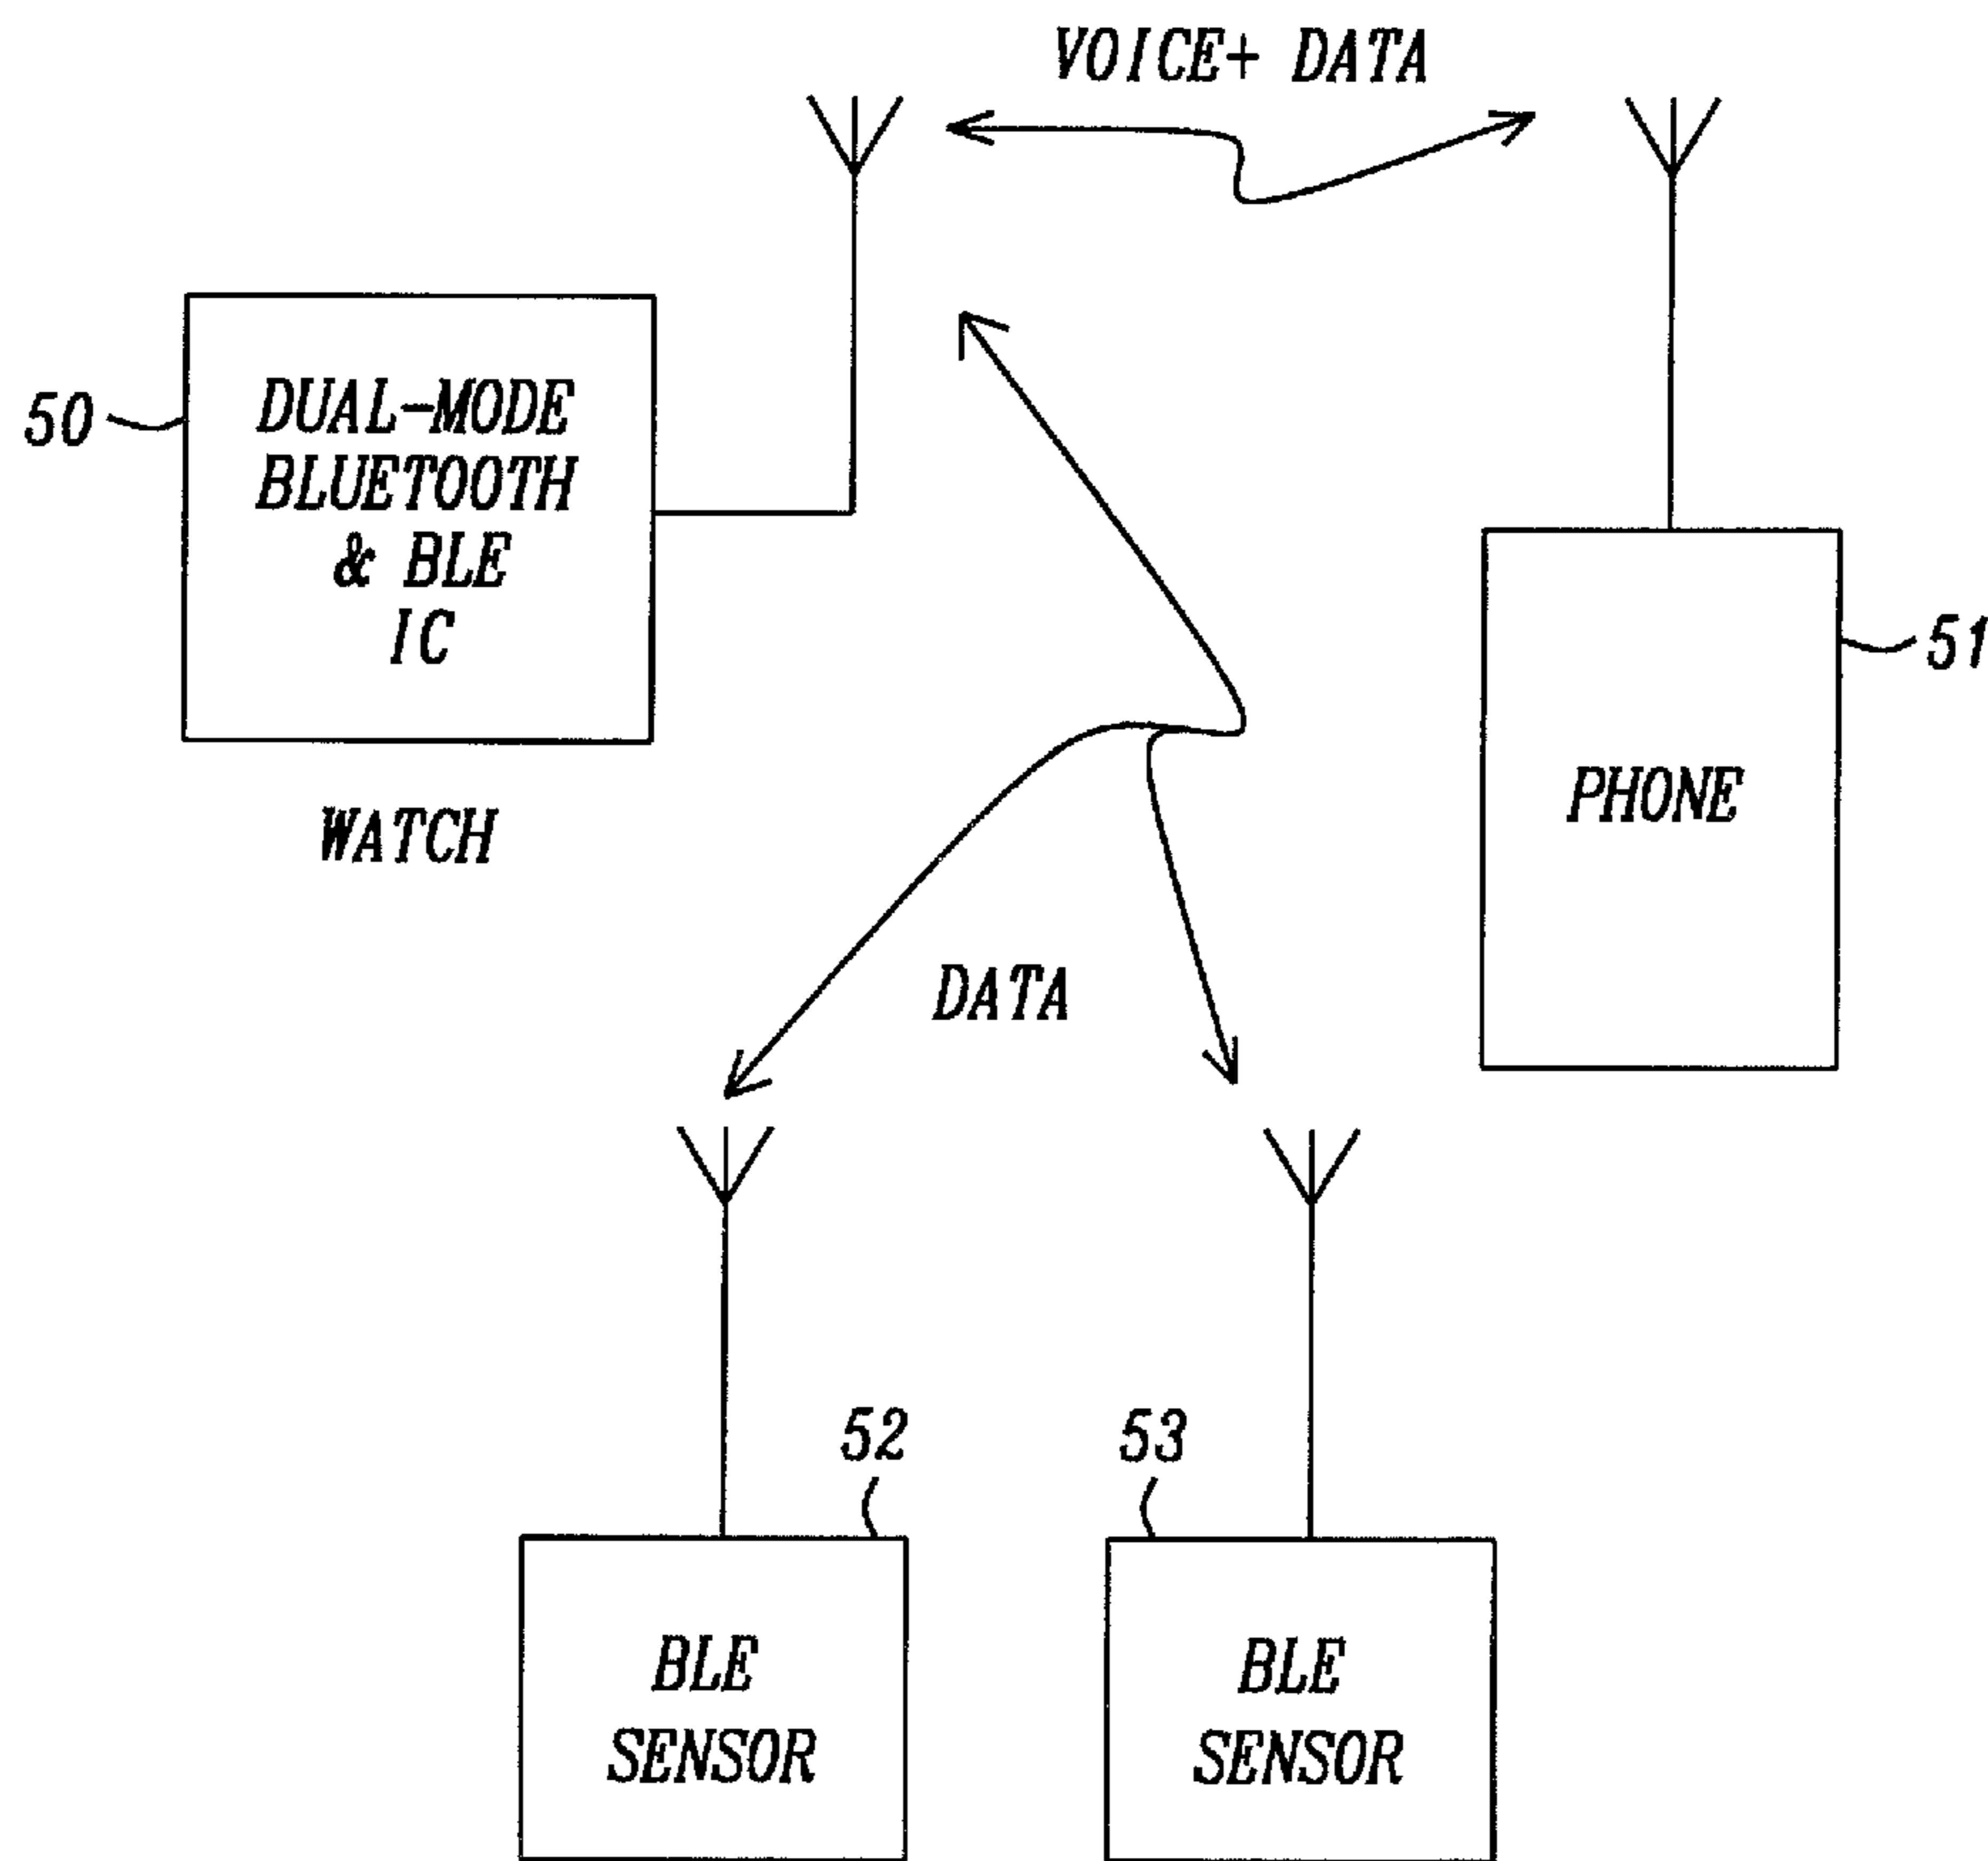 VOICE+ DATA
50
DUAL-MODE
BLUETOOTH
& BLE
IC
WATCH
51
PHONE
DATA
52
53
BLE
SENSOR
BLE
SENSOR